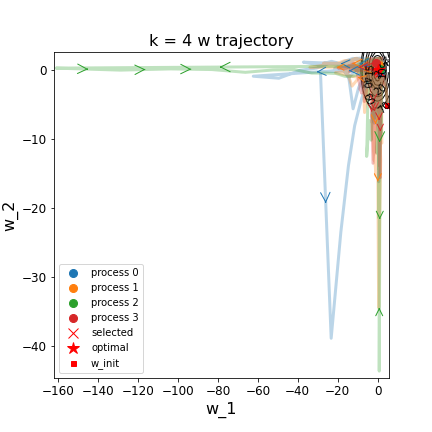 k = 4 w trajectory
w_2
0
−10
−20
−30
−40
process 0
process 1
process 2
process 3
selected
optimal
w_init
−160 −140 −120 −100 −80 −60 −40 −20 0
w_1